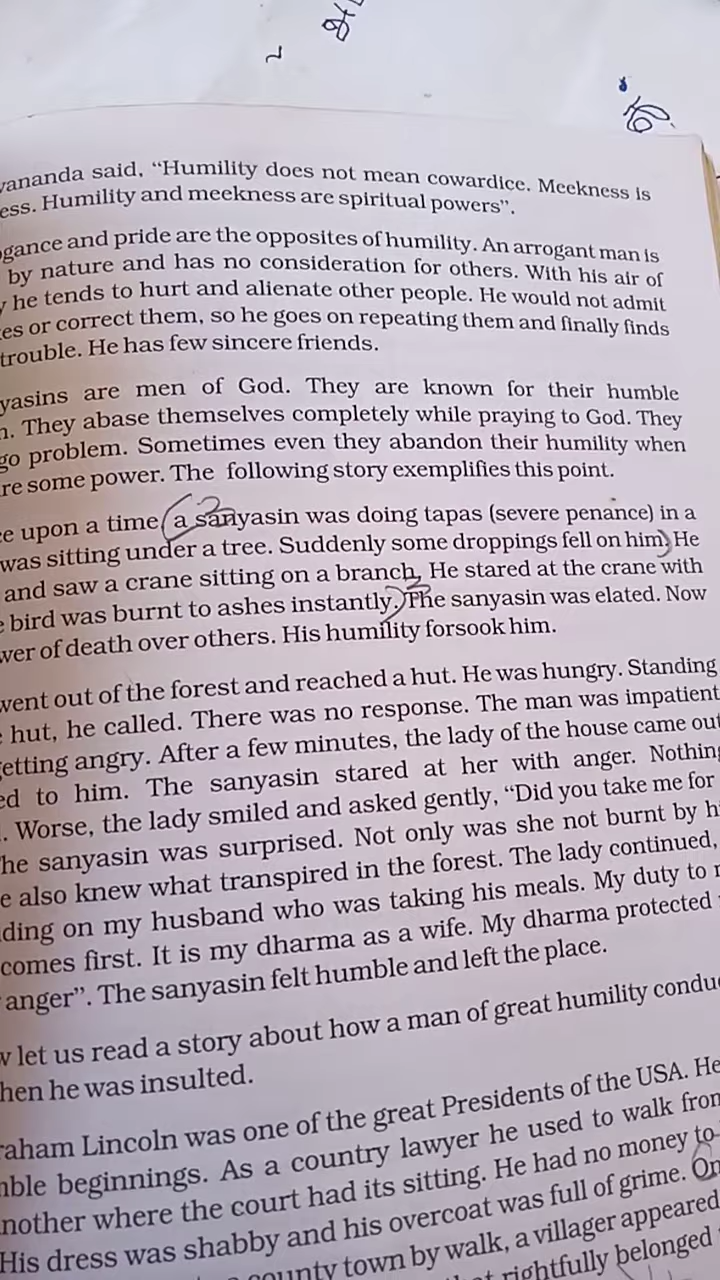 said, “Humility does not mean cowardice. Meekness is
Humility and meekness are spiritual powers”.
and pride are the opposites of humility. An arrogant man is
by nature and has no consideration for others. With his air of
he tends to hurt and alienate other people. He would not admit
or correct them, so he goes on repeating them and finally finds
trouble. He has few sincere friends.
are men of God. They are known for their humble
They abase themselves completely while praying to God. They
problem. Sometimes even they abandon their humility when
some power. The following story exemplifies this point.
upon a time a sanyasin was doing tapas (severe penance) in a
was sitting under a tree. Suddenly some droppings fell on him. He
and saw a crane sitting on a branch. He stared at the crane with
bird was burnt to ashes instantly. The sanyasin was elated. Now
of death over others. His humility forsook him.
went out of the forest and reached a hut. He was hungry. Standing
hut, he called. There was no response. The man was impatient
getting angry. After a few minutes, the lady of the house came out
to him. The sanyasin stared at her with anger. Nothing
Worse, the lady smiled and asked gently, “Did you take me for
The sanyasin was surprised. Not only was she not burnt by
also knew what transpired in the forest. The lady continued,
on my husband who was taking his meals. My duty to
comes first. It is my dharma as a wife. My dharma protected
anger”. The sanyasin felt humble and left the place.
let us read a story about how a man of great humility
when he was insulted.
Lincoln was one of the great Presidents of the USA. He
beginnings. As a country lawyer he used to walk from
another where the court had its sitting. He had no money to
His dress was shabby and his overcoat was full of grime. On
county town by walk, a villager appeared
rightfully belonged